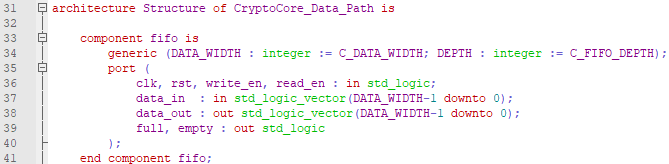 31 architecture Structure of CryptoCore_Data_Path is
32
33 component fifo is
34 generic (DATA_WIDTH : integer := C_DATA_WIDTH; DEPTH : integer := C_FIFO_DEPTH);
35 port (
36 clk, rst, write_en, read_en : in std_logic;
37 data_in  : in std_logic_vector(DATA_WIDTH-1 downto 0);
38 data_out : out std_logic_vector(DATA_WIDTH-1 downto 0);
39 full, empty : out std_logic
40 );
41 end component fifo;